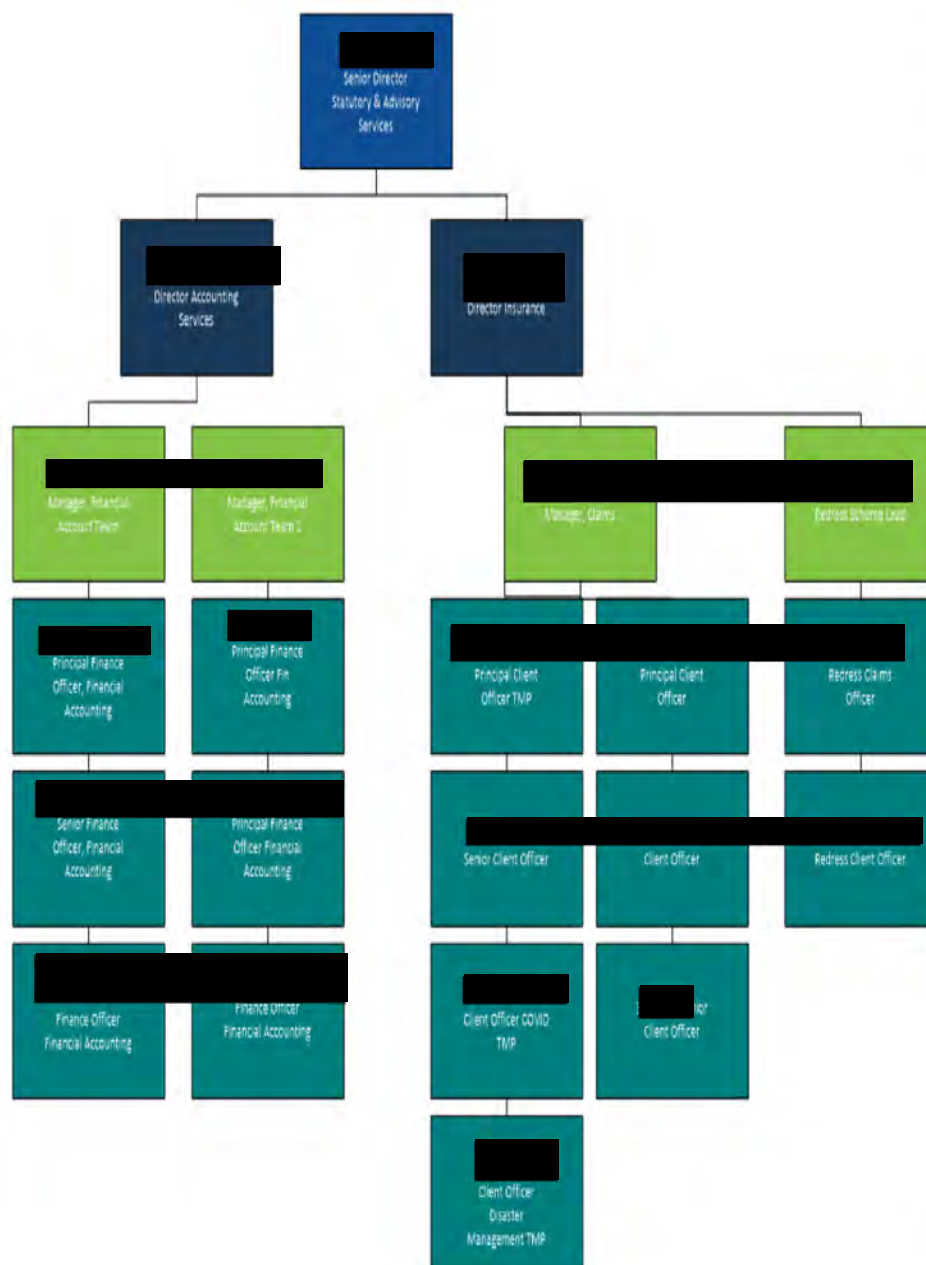 Senior Director
Statutory & Advisory
Services
Director Accounting
Services
Director Insurance
Manager, Financial
Account Team
Manager, Financial
Account Team 2
Manager, Claims
Redress Scheme Lead
Principal Finance
Officer, Financial
Accounting
Principal Finance
Officer Fin
Accounting
Principal Client
Officer TMP
Principal Client
Officer
Redress Claims
Officer
Senior Finance
Officer, Financial
Accounting
Principal Finance
Officer Financial
Accounting
Senior Client Officer
Client Officer
Redress Client Officer
Finance Officer
Financial Accounting
Finance Officer
Financial Accounting
Client Officer COVID
TMP
Client Officer
Client Officer
Disaster
Management TMP